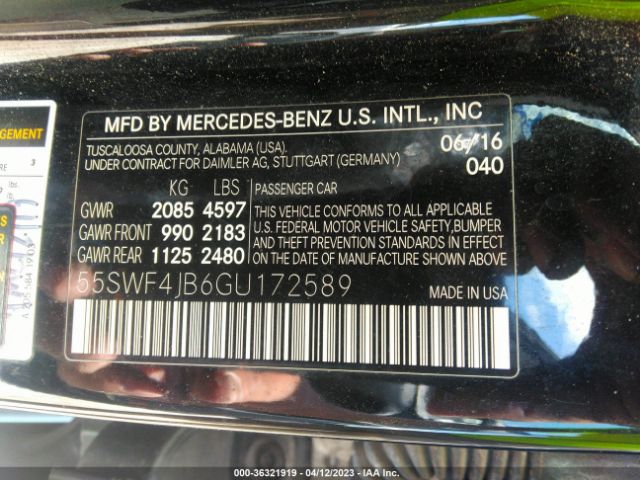 MFD BY MERCEDES-BENZ U.S. INTL., INC
TUSCALOOSA COUNTY, ALABAMA (USA). 06/16
UNDER CONTRACT FOR DAIMLER AG, STUTTGART (GERMANY) 040
KG LBS PASSENGER CAR
GVWR 2085 4597
GAWR FRONT 990 2183
GAWR REAR 1125 2480
THIS VEHICLE CONFORMS TO ALL APPLICABLE
U.S. FEDERAL MOTOR VEHICLE SAFETY,BUMPER
AND THEFT PREVENTION STANDARDS IN EFFECT
ON THE DATE OF MANUFACTURE SHOWN ABOVE.
55SWF4JB6GU172589 MADE IN USA
3
lbs.
000-36321919 - 04/12/2023 - IAA Inc.